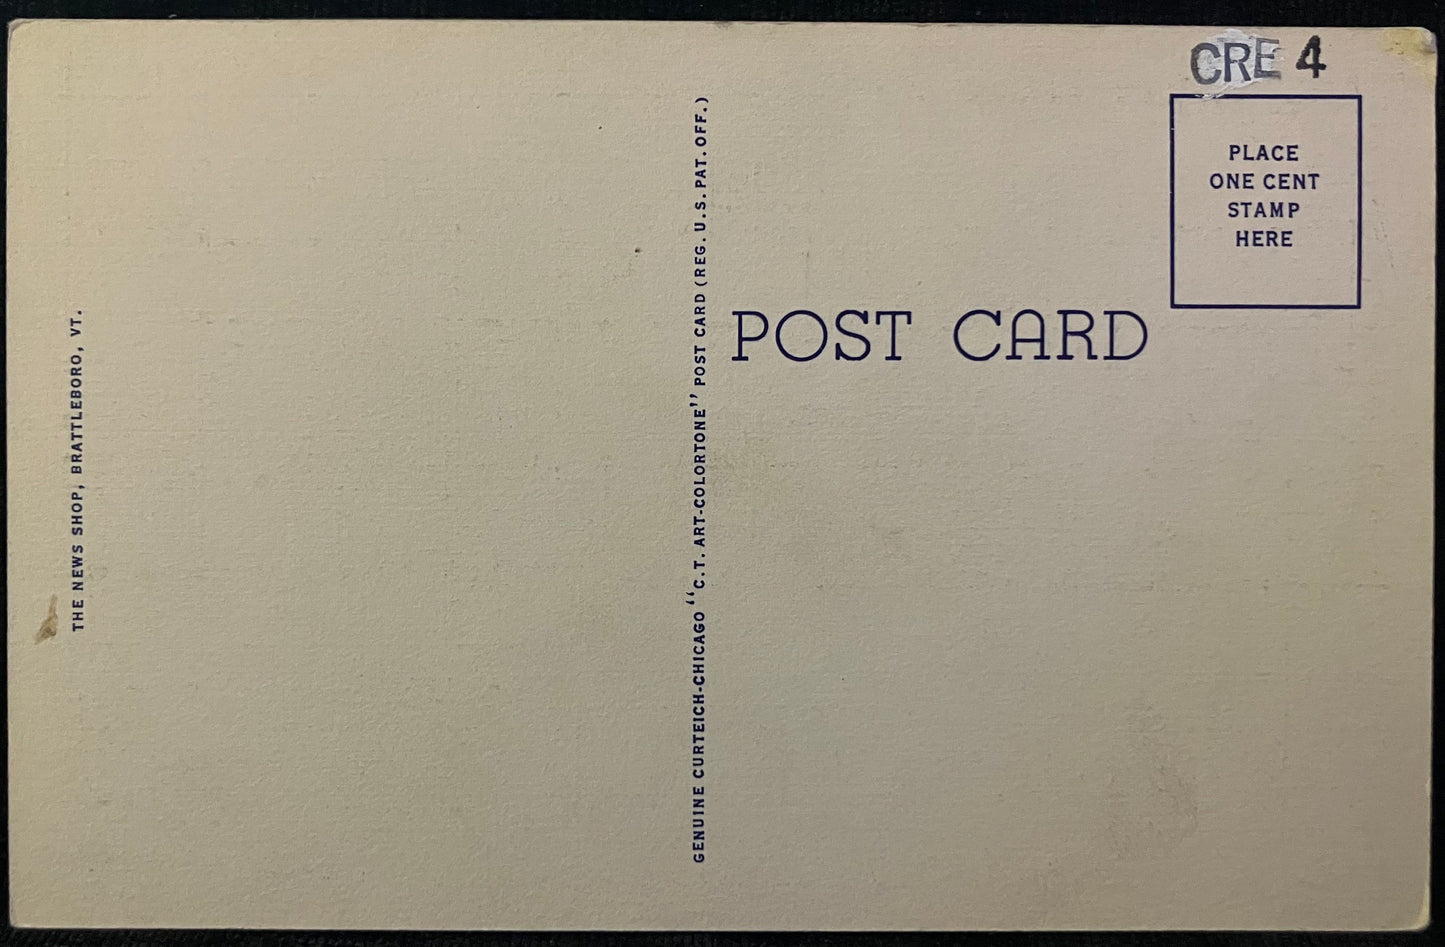 THE NEWS SHOP, BRATTLEBORO, VT.
GENUINE CURTEICH-CHICAGO "C.T. ART-COLORTONE" POST CARD (REG. U.S. PAT. OFF.)
CRE 4
PLACE
ONE CENT
STAMP
HERE
POST CARD